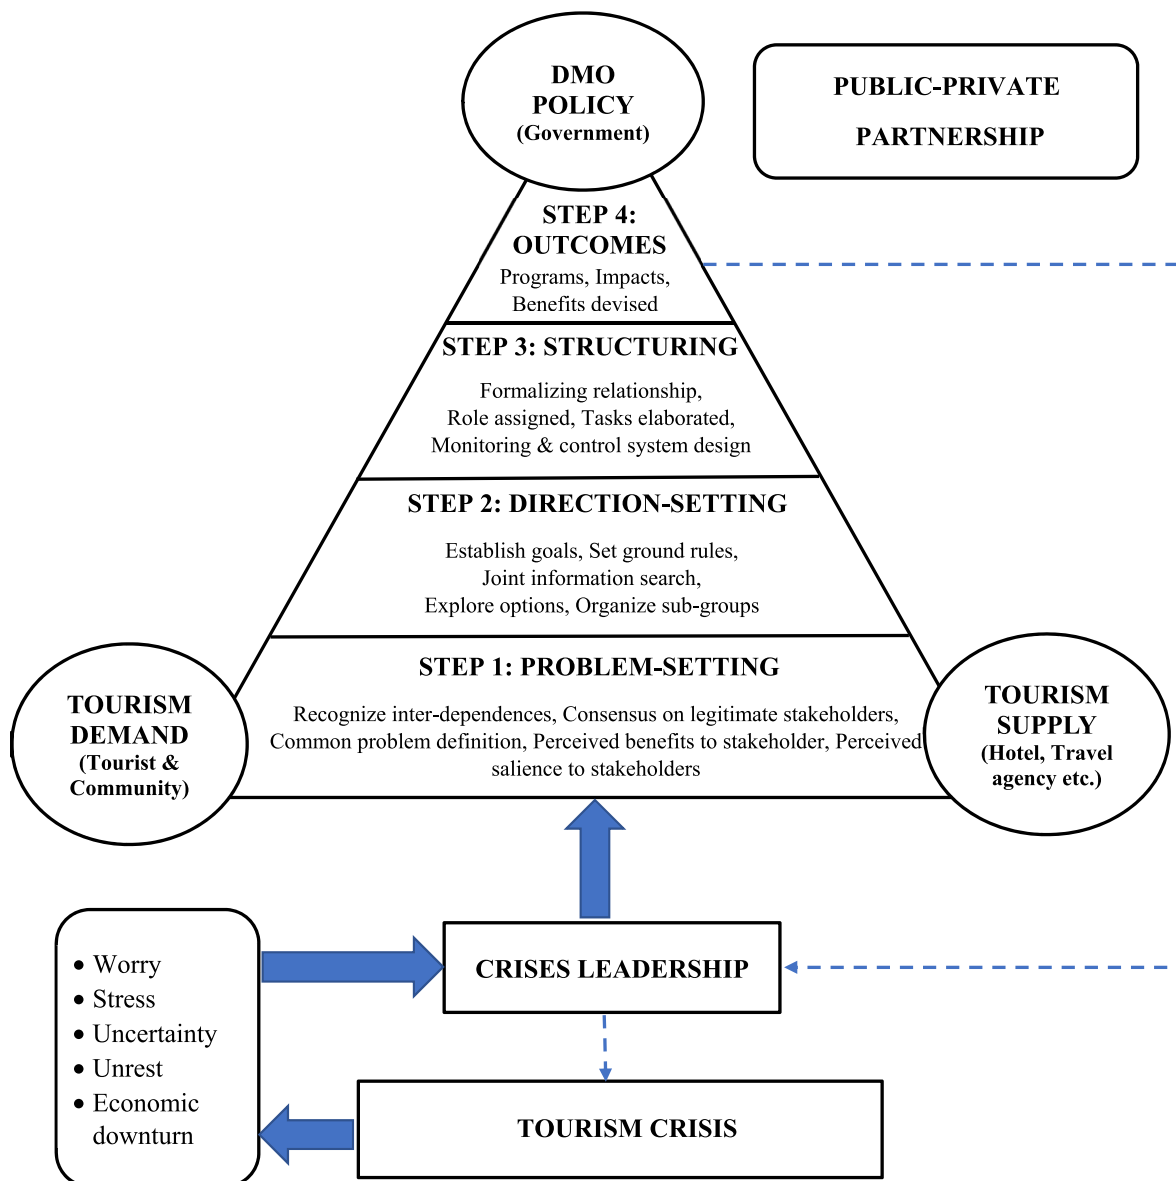 DMO
POLICY
(Government)
PUBLIC-PRIVATE
PARTNERSHIP
STEP 4:
OUTCOMES
Programs, Impacts,
Benefits devised
STEP 3: STRUCTURING
Formalizing relationship,
Role assigned, Tasks elaborated,
Monitoring & control system design
STEP 2: DIRECTION-SETTING
Establish goals, Set ground rules,
Joint information search,
Explore options, Organize sub-groups
STEP 1: PROBLEM-SETTING
Recognize inter-dependences, Consensus on legitimate stakeholders,
Common problem definition, Perceived benefits to stakeholder, Perceived
salience to stakeholders
TOURISM
DEMAND
(Tourist &
Community)
TOURISM
SUPPLY
(Hotel, Travel
agency etc.)
• Worry
• Stress
• Uncertainty
• Unrest
• Economic
downturn
CRISES LEADERSHIP
TOURISM CRISIS